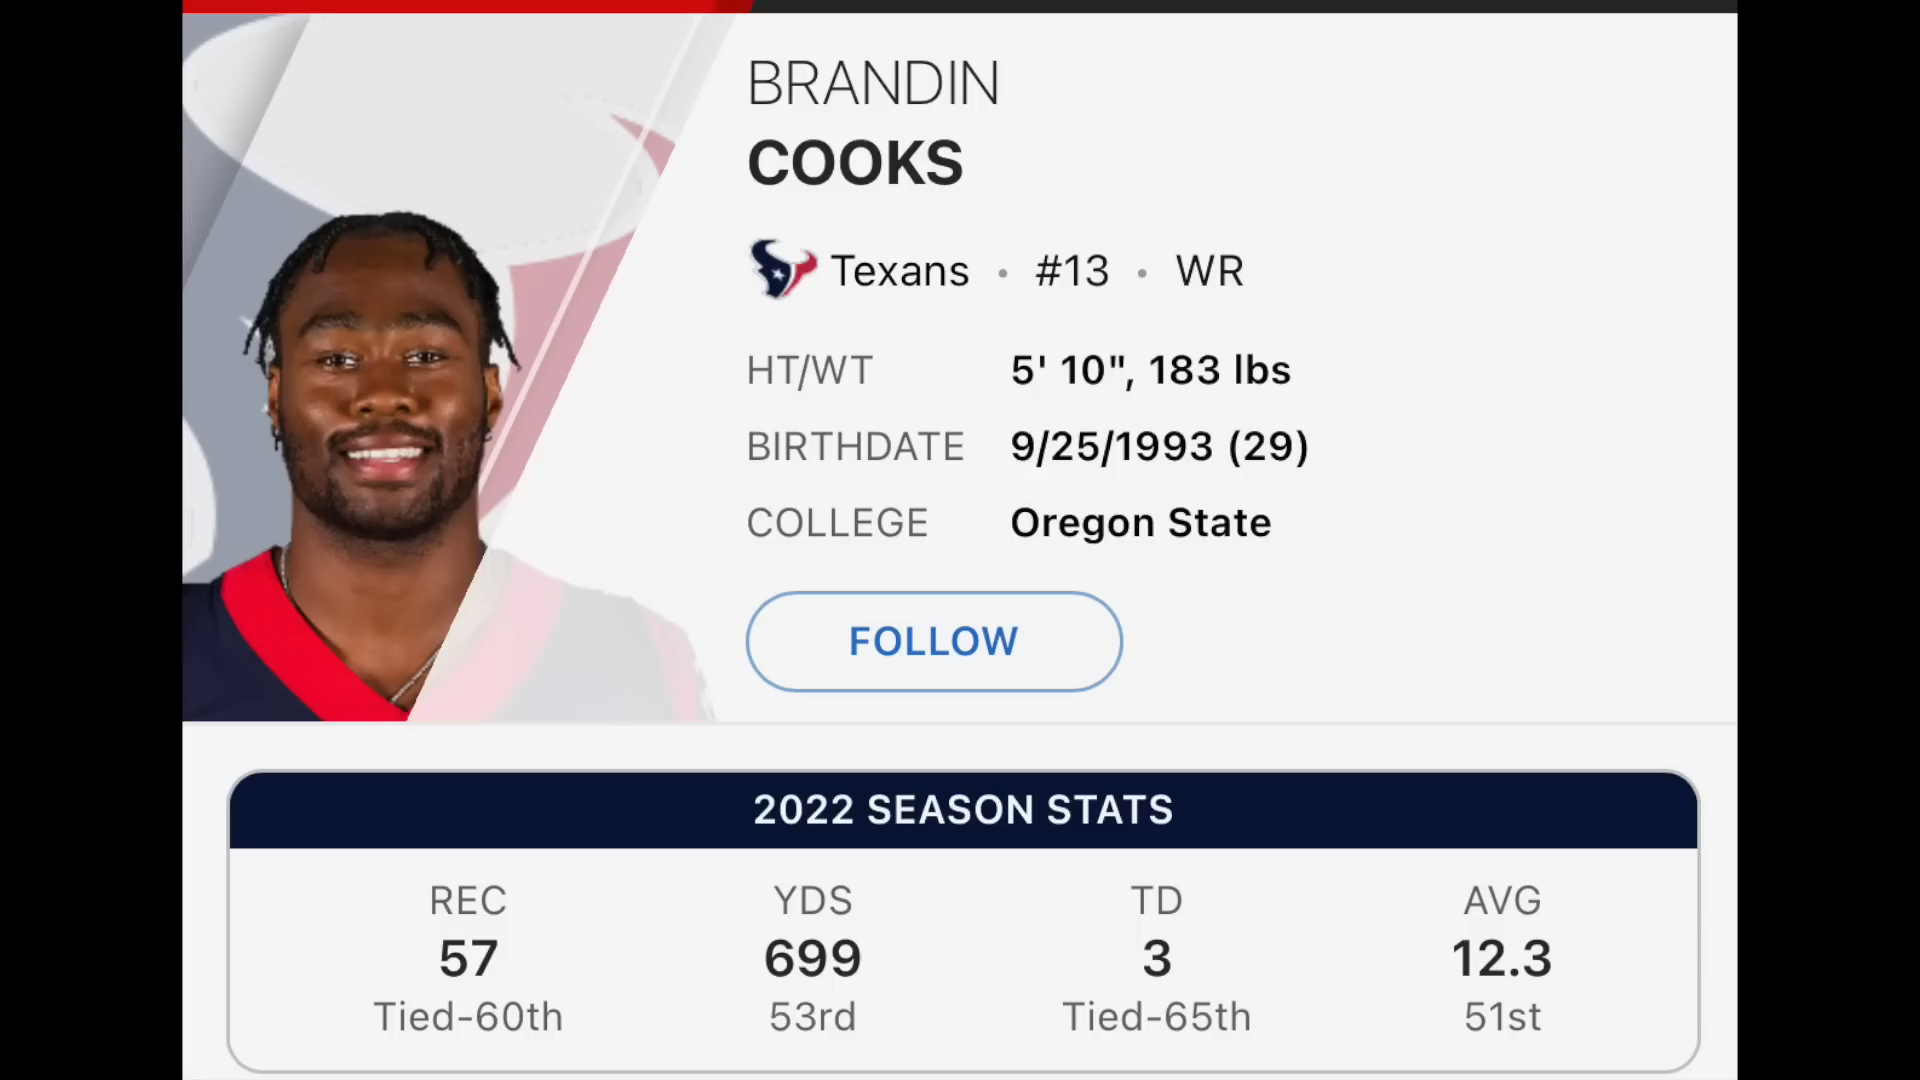 BRANDIN
COOKS
Texans • #13 • WR
HT/WT 5' 10", 183 lbs
BIRTHDATE 9/25/1993 (29)
COLLEGE Oregon State
FOLLOW
2022 SEASON STATS
REC YDS TD AVG
57 699 3 12.3
Tied-60th 53rd Tied-65th 51st